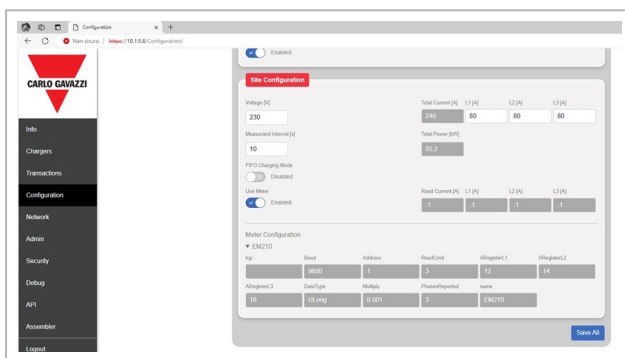 Configuration
Non sicuro
https://10.1.5.6/Configuration/
CARLO GAVAZZI
Info
Chargers
Transactions
Configuration
Network
Admin
Security
Debug
API
Assembler
Logout
Enabled
Site Configuration
Voltage [V]
230
Total Current [A] L1 [A] L2 [A] L3 [A]
240 80 80 80
Measurand Interval [s]
10
Total Power [kW]
55,2
FIFO Charging Mode
Disabled
Use Meter
Enabled
Read Current [A] L1 [A] L2 [A] L3 [A]
-1 -1 -1 -1
Meter Configuration
▼ EM210
tcp Baud Address ReadCmd ARegisterL1 ARegisterL2
9600 1 3 12 14
ARegisterL3 DataType Multiply PhasesReported name
16 ULong 0.001 3 EM210
Save All